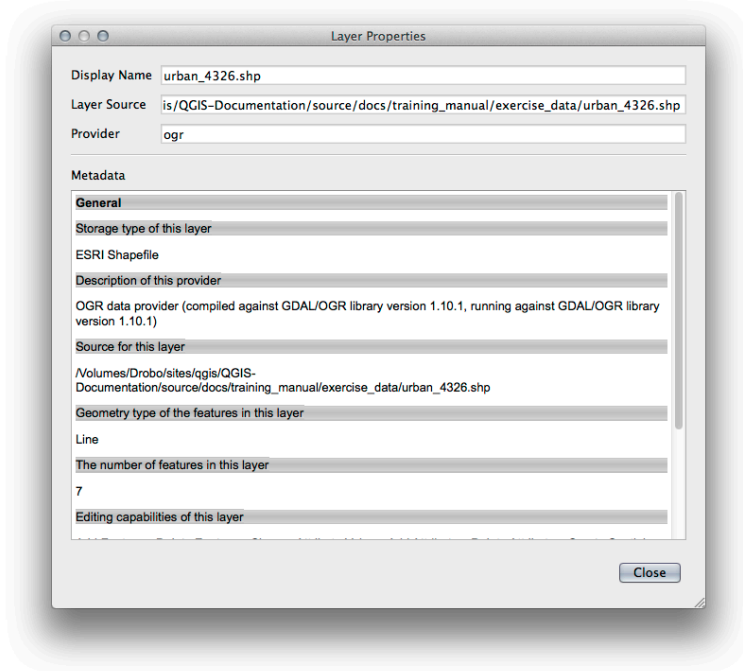 Layer Properties
Display Name urban_4326.shp
Layer Source is/QGIS-Documentation/source/docs/training_manual/exercise_data/urban_4326.shp
Provider ogr
Metadata
General
Storage type of this layer
ESRI Shapefile
Description of this provider
OGR data provider (compiled against GDAL/OGR library version 1.10.1, running against GDAL/OGR library
version 1.10.1)
Source for this layer
/Volumes/Drobo/sites/qgis/QGIS-
Documentation/source/docs/training_manual/exercise_data/urban_4326.shp
Geometry type of the features in this layer
Line
The number of features in this layer
7
Editing capabilities of this layer
Close